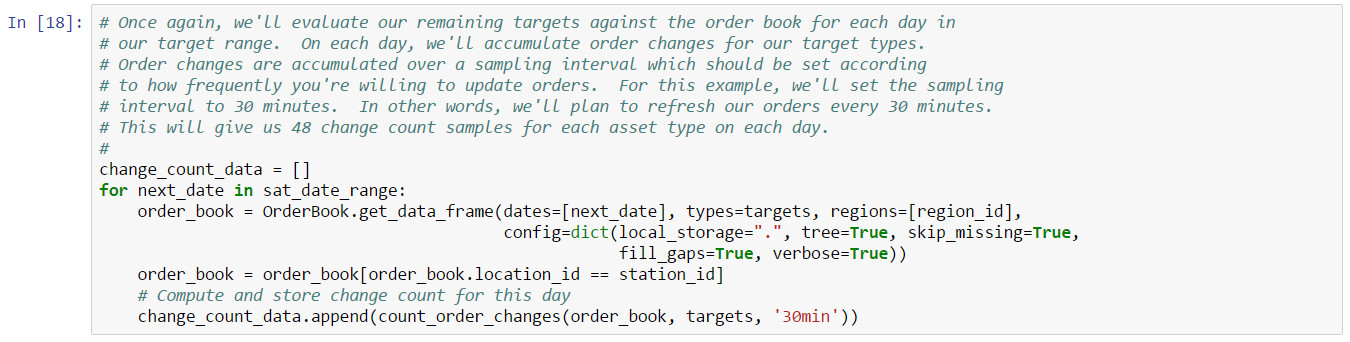 In [18]: # Once again, we'll evaluate our remaining targets against the order book for each day in
# our target range.  On each day, we'll accumulate order changes for our target types.
# Order changes are accumulated over a sampling interval which should be set according
# to how frequently you're willing to update orders.  For this example, we'll set the sampling
# interval to 30 minutes.  In other words, we'll plan to refresh our orders every 30 minutes.
# This will give us 48 change count samples for each asset type on each day.
#
change_count_data = []
for next_date in sat_date_range:
    order_book = OrderBook.get_data_frame(dates=[next_date], types=targets, regions=[region_id],
                                          config=dict(local_storage=".", tree=True, skip_missing=True,
                                                      fill_gaps=True, verbose=True))
    order_book = order_book[order_book.location_id == station_id]
    # Compute and store change count for this day
    change_count_data.append(count_order_changes(order_book, targets, '30min'))